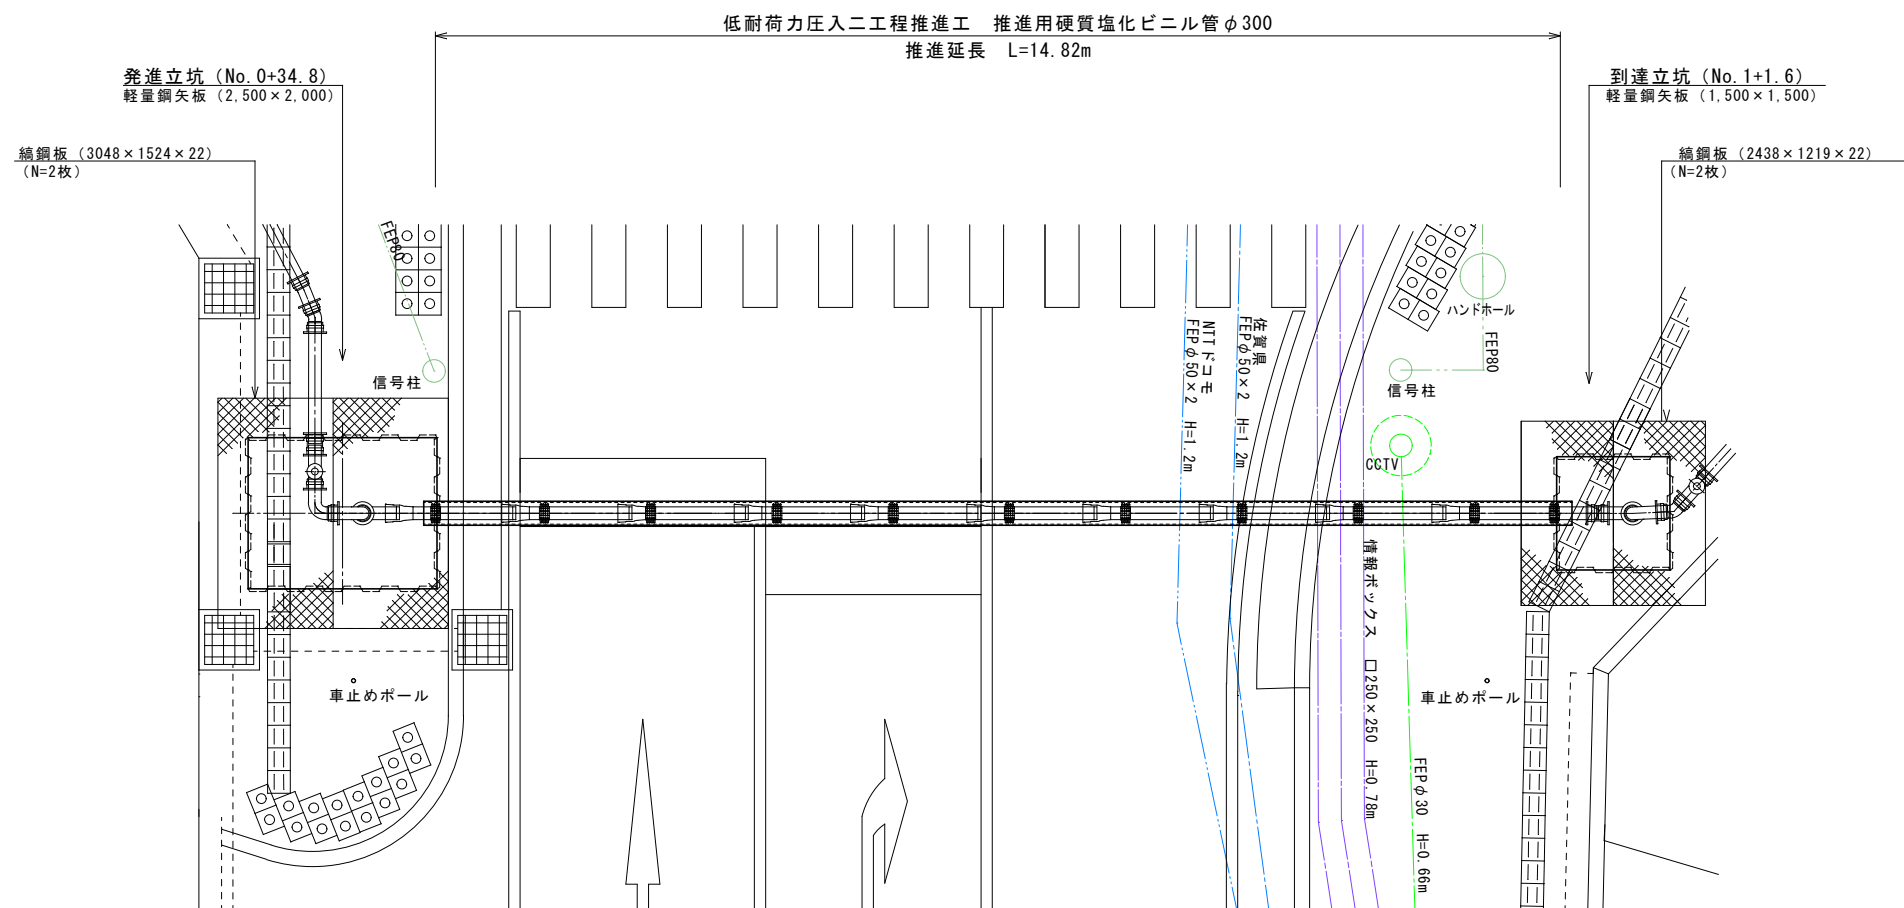 低耐荷力圧入二工程推進工　推進用硬質塩化ビニル管φ300
推進延長　L=14.82m
発進立坑（No.0+34.8）
軽量鋼矢板（2,500×2,000）
到達立坑（No.1+1.6）
軽量鋼矢板（1,500×1,500）
縞鋼板（3048×1524×22）
（N=2枚）
縞鋼板（2438×1219×22）
（N=2枚）
FEP80
ハンドホール
FEP80
信号柱
信号柱
NTTドコモ
FEPφ50×2　H=1.2m
佐賀県
FEPφ50×2　H=1.2m
CCTV
情報ボックス　口250×250　H=0.78m
車止めポール
車止めポール
FEPφ30　H=0.66m